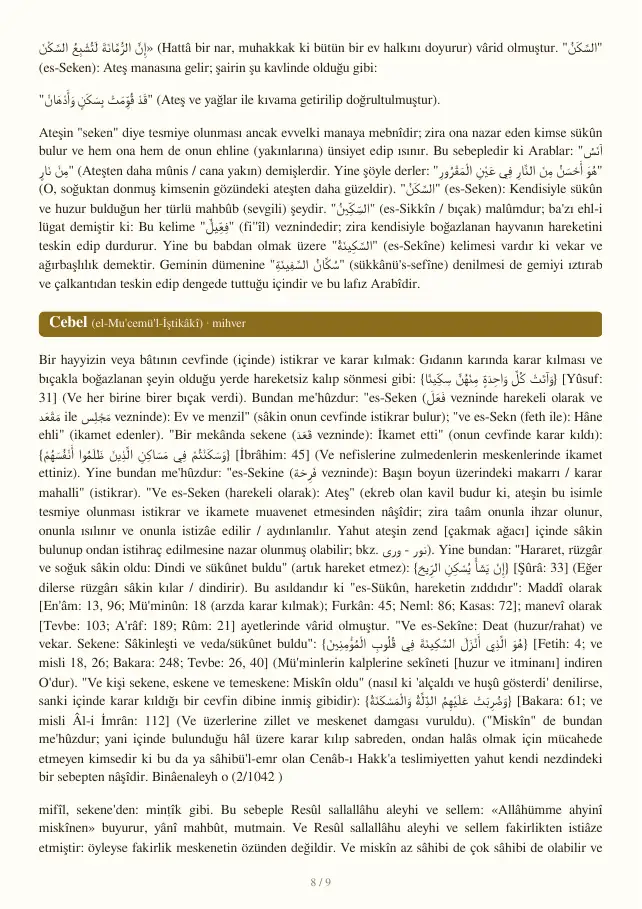 إِنَّ الرُّمَّانَةَ لَتُشْبِعُ السَّكْنَ» (Hattâ bir nar, muhakkak ki bütün bir ev halkını doyurur) vârid olmuştur. "السَّكَنُ"
(es-Seken): Ateş manasına gelir; şairin şu kavlinde olduğu gibi:
"قَدْ قُوِّمَتْ بِسَكَنٍ وَأَدْهَانْ" (Ateş ve yağlar ile kıvama getirilip doğrultulmuştur).
Ateşin "seken" diye tesmiye olunması ancak evvelki manaya mebnîdir; zira ona nazar eden kimse sükûn
bulur ve hem ona hem de onun ehline (yakınlarına) ünsiyet edip ısınır. Bu sebepledir ki Arablar: "آنَسُ
مِنْ نَارٍ" (Ateşten daha mûnis / cana yakın) demişlerdir. Yine şöyle derler: "هُوَ أَحْسَنُ مِنَ النَّارِ فِي عَيْنِ الْمَقْرُورِ"
(O, soğuktan donmuş kimsenin gözündeki ateşten daha güzeldir). "السَّكَنُ" (es-Seken): Kendisiyle sükûn
ve huzur bulduğun her türlü mahbûb (sevgili) şeydir. "السِّكِّينُ" (es-Sikkîn / bıçak) malûmdur; ba'zı ehl-i
lügat demiştir ki: Bu kelime "فِعِّيلٌ" (fi''îl) veznindedir; zira kendisiyle boğazlanan hayvanın hareketini
teskin edip durdurur. Yine bu babdan olmak üzere "السَّكِينَةُ" (es-Sekîne) kelimesi vardır ki vekar ve
ağırbaşlılık demektir. Geminin dümenine "سُكَّانُ السَّفِينَةِ" (sükkânü's-sefîne) denilmesi de gemiyi ıztırab
ve çalkantıdan teskin edip dengede tuttuğu içindir ve bu lafız Arabîdir.
Cebel (el-Mu'cemü'l-İştikâkî) · mihver
Bir hayyizin veya bâtının cevfinde (içinde) istikrar ve karar kılmak: Gıdanın karında karar kılması ve
bıçakla boğazlanan şeyin olduğu yerde hareketsiz kalıp sönmesi gibi: {وَآتَتْ كُلَّ وَاحِدَةٍ مِنْهُنَّ سِكِّينًا} [Yûsuf:
31] (Ve her birine birer bıçak verdi). Bundan me'hûzdur: "es-Seken (فَعَلَ vezninde harekeli olarak ve
مَقْعَد ile مَجْلِس vezninde): Ev ve menzil" (sâkin onun cevfinde istikrar bulur); "ve es-Sekn (feth ile): Hâne
ehli" (ikamet edenler). "Bir mekânda sekene (قَعَدَ vezninde): İkamet etti" (onun cevfinde karar kıldı):
{وَسَكَنْتُمْ فِي مَسَاكِنِ الَّذِينَ ظَلَمُوا أَنْفُسَهُمْ} [İbrâhim: 45] (Ve nefislerine zulmedenlerin meskenlerinde ikamet
ettiniz). Yine bundan me'hûzdur: "es-Sekine (فَرِحَة vezninde): Başın boyun üzerindeki makarrı / karar
mahalli" (istikrar). "Ve es-Seken (harekeli olarak): Ateş" (ekreb olan kavil budur ki, ateşin bu isimle
tesmiye olunması istikrar ve ikamete muavenet etmesinden nâşîdir; zira taâm onunla ihzar olunur,
onunla ısınılır ve onunla istizâe edilir / aydınlanılır. Yahut ateşin zend [çakmak ağacı] içinde sâkin
bulunup ondan istihraç edilmesine nazar olunmuş olabilir; bkz. نور - ورى). Yine bundan: "Hararet, rüzgâr
ve soğuk sâkin oldu: Dindi ve sükûnet buldu" (artık hareket etmez): {إِنْ يَشَأْ يُسْكِنِ الرِّيحَ} [Şûrâ: 33] (Eğer
dilerse rüzgârı sâkin kılar / dindirir). Bu asıldandır ki "es-Sükûn, hareketin zıddıdır": Maddî olarak
[En'âm: 13, 96; Mü'minûn: 18 (arzda karar kılmak); Furkân: 45; Neml: 86; Kasas: 72]; manevî olarak
[Tevbe: 103; A'râf: 189; Rûm: 21] ayetlerinde vârid olmuştur. "Ve es-Sekîne: Deat (huzur/rahat) ve
vekar. Sekene: Sâkinleşti ve veda/sükûnet buldu": {هُوَ الَّذِي أَنْزَلَ السَّكِينَةَ فِي قُلُوبِ الْمُؤْمِنِينَ} [Fetih: 4; ve
misli 18, 26; Bakara: 248; Tevbe: 26, 40] (Mü'minlerin kalplerine sekîneti [huzur ve itminanı] indiren
O'dur). "Ve kişi sekene, eskene ve temeskene: Miskîn oldu" (nasıl ki 'alçaldı ve huşû gösterdi' denilirse,
sanki içinde karar kıldığı bir cevfin dibine inmiş gibidir): {وَضُرِبَتْ عَلَيْهِمُ الذِّلَّةُ وَالْمَسْكَنَةُ} [Bakara: 61; ve
misli Âl-i İmrân: 112] (Ve üzerlerine zillet ve meskenet damgası vuruldu). ("Miskîn" de bundan
me'hûzdur; yani içinde bulunduğu hâl üzere karar kılıp sabreden, ondan halâs olmak için mücahede
etmeyen kimsedir ki bu da ya sâhibü'l-emr olan Cenâb-ı Hakk'a teslimiyetten yahut kendi nezdindeki
bir sebepten nâşîdir. Binâenaleyh o (2/1042 )
mifîl, sekene'den: minṭîk gibi. Bu sebeple Resûl sallallâhu aleyhi ve sellem: «Allâhümme ahyinî
miskînen» buyurur, yânî mahbût, mutmain. Ve Resûl sallallâhu aleyhi ve sellem fakirlikten istiâze
etmiştir: öyleyse fakirlik meskenetin özünden değildir. Ve miskîn az sâhibi de çok sâhibi de olabilir ve
8 / 9